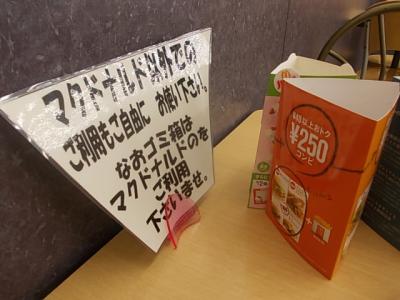 マクドナルド以外での
ご利用もご自由に お使い下さい。
なおゴミ箱は
マクドナルドのを
ご利用
下さいませ。
¥250
コンビ